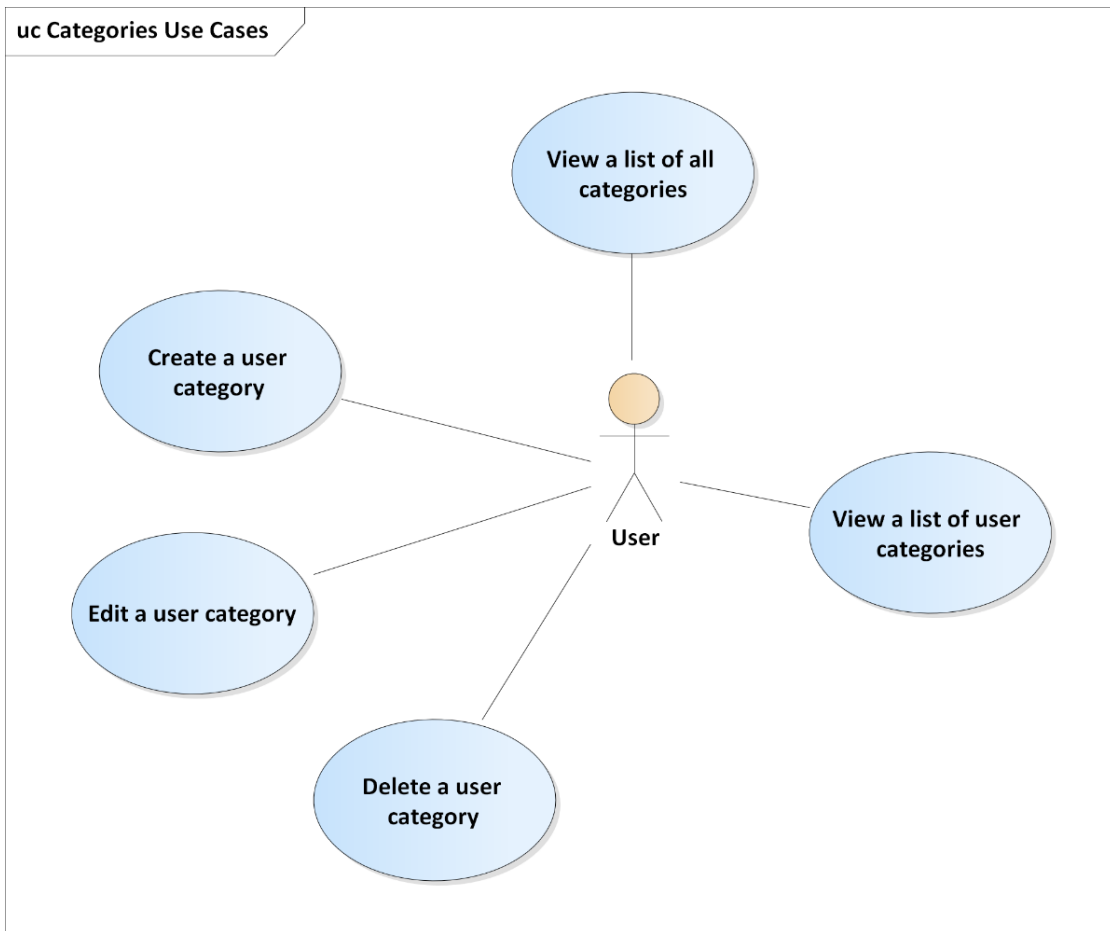 uc Categories Use Cases
View a list of all
categories
Create a user
category
User
View a list of user
categories
Edit a user category
Delete a user
category